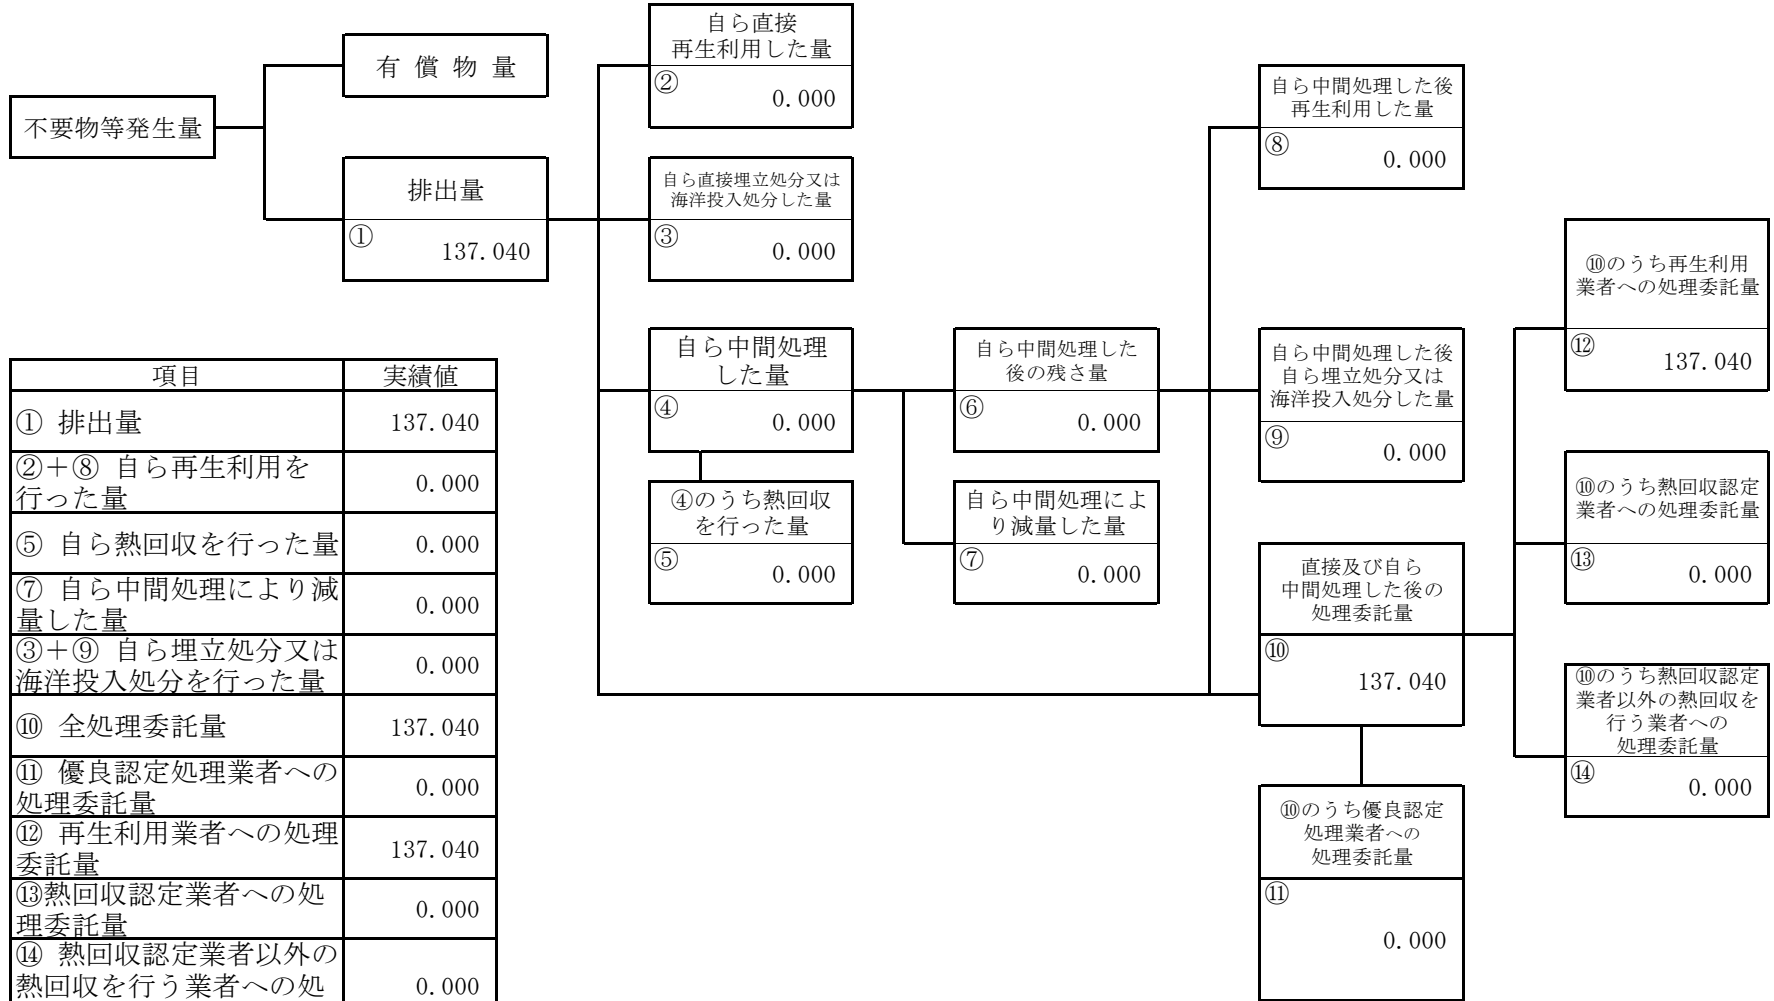 不要物等発生量
有償物量
排出量
①
137.040
自ら直接
再生利用した量
②
0.000
自ら直接埋立処分又は
海洋投入処分した量
③
0.000
自ら中間処理
した量
④
0.000
④のうち熱回収
を行った量
⑤
0.000
自ら中間処理した
後の残さ量
⑥
0.000
自ら中間処理によ
り減量した量
⑦
0.000
自ら中間処理した後
再生利用した量
⑧
0.000
自ら中間処理した後
自ら埋立処分又は
海洋投入処分した量
⑨
0.000
直接及び自ら
中間処理した後の
処理委託量
⑩
137.040
⑩のうち優良認定
処理業者への
処理委託量
⑪
0.000
⑩のうち再生利用
業者への処理委託量
⑫
137.040
⑩のうち熱回収認定
業者への処理委託量
⑬
0.000
⑩のうち熱回収認定
業者以外の熱回収を
行う業者への
処理委託量
⑭
0.000
項目 実績値
① 排出量 137.040
②＋⑧ 自ら再生利用を
行った量 0.000
⑤ 自ら熱回収を行った量 0.000
⑦ 自ら中間処理により減
量した量 0.000
③＋⑨ 自ら埋立処分又は
海洋投入処分を行った量 0.000
⑩ 全処理委託量 137.040
⑪ 優良認定処理業者への
処理委託量 0.000
⑫ 再生利用業者への処理
委託量 137.040
⑬熱回収認定業者への処
理委託量 0.000
⑭ 熱回収認定業者以外の
熱回収を行う業者への処 0.000